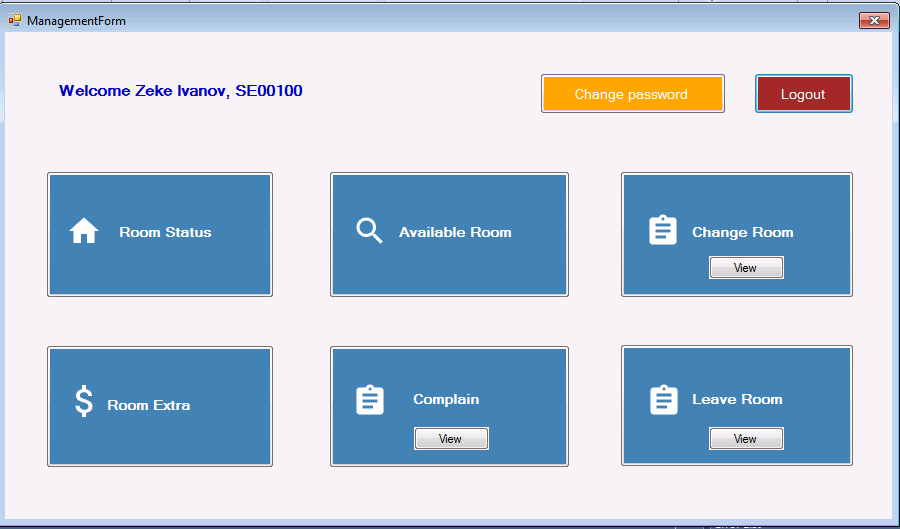 ManagementForm
Welcome Zeke Ivanov, SE00100
Change password
Logout
Room Status
Available Room
Change Room
View
Room Extra
Complain
View
Leave Room
View